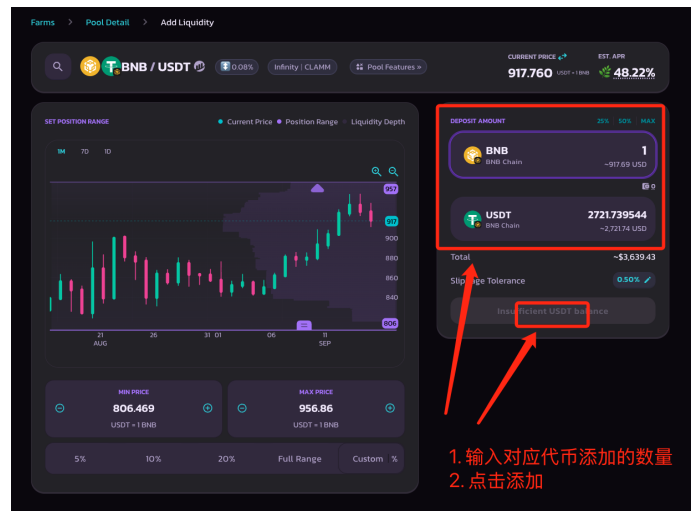 Farms > Pool Detail > Add Liquidity
BNB / USDT 0.08% Infinity | CLAMM Pool Features »
CURRENT PRICE EST. APR
917.760 USDT = 1 BNB 48.22%
SET POSITION RANGE Current Price Position Range Liquidity Depth
1M 7D 1D
957
917
900
880
860
840
806
21 26 31 01 06 11
AUG SEP
MIN PRICE MAX PRICE
806.469 956.86
USDT = 1 BNB USDT = 1 BNB
5% 10% 20% Full Range Custom %
DEPOSIT AMOUNT 25% 50% MAX
BNB 1
BNB Chain ~917.69 USD
0
USDT 2721.739544
BNB Chain ~2,721.74 USD
Total ~$3,639.43
Slippage Tolerance 0.50%
Insufficient USDT balance
1. 输入对应代币添加的数量
2. 点击添加